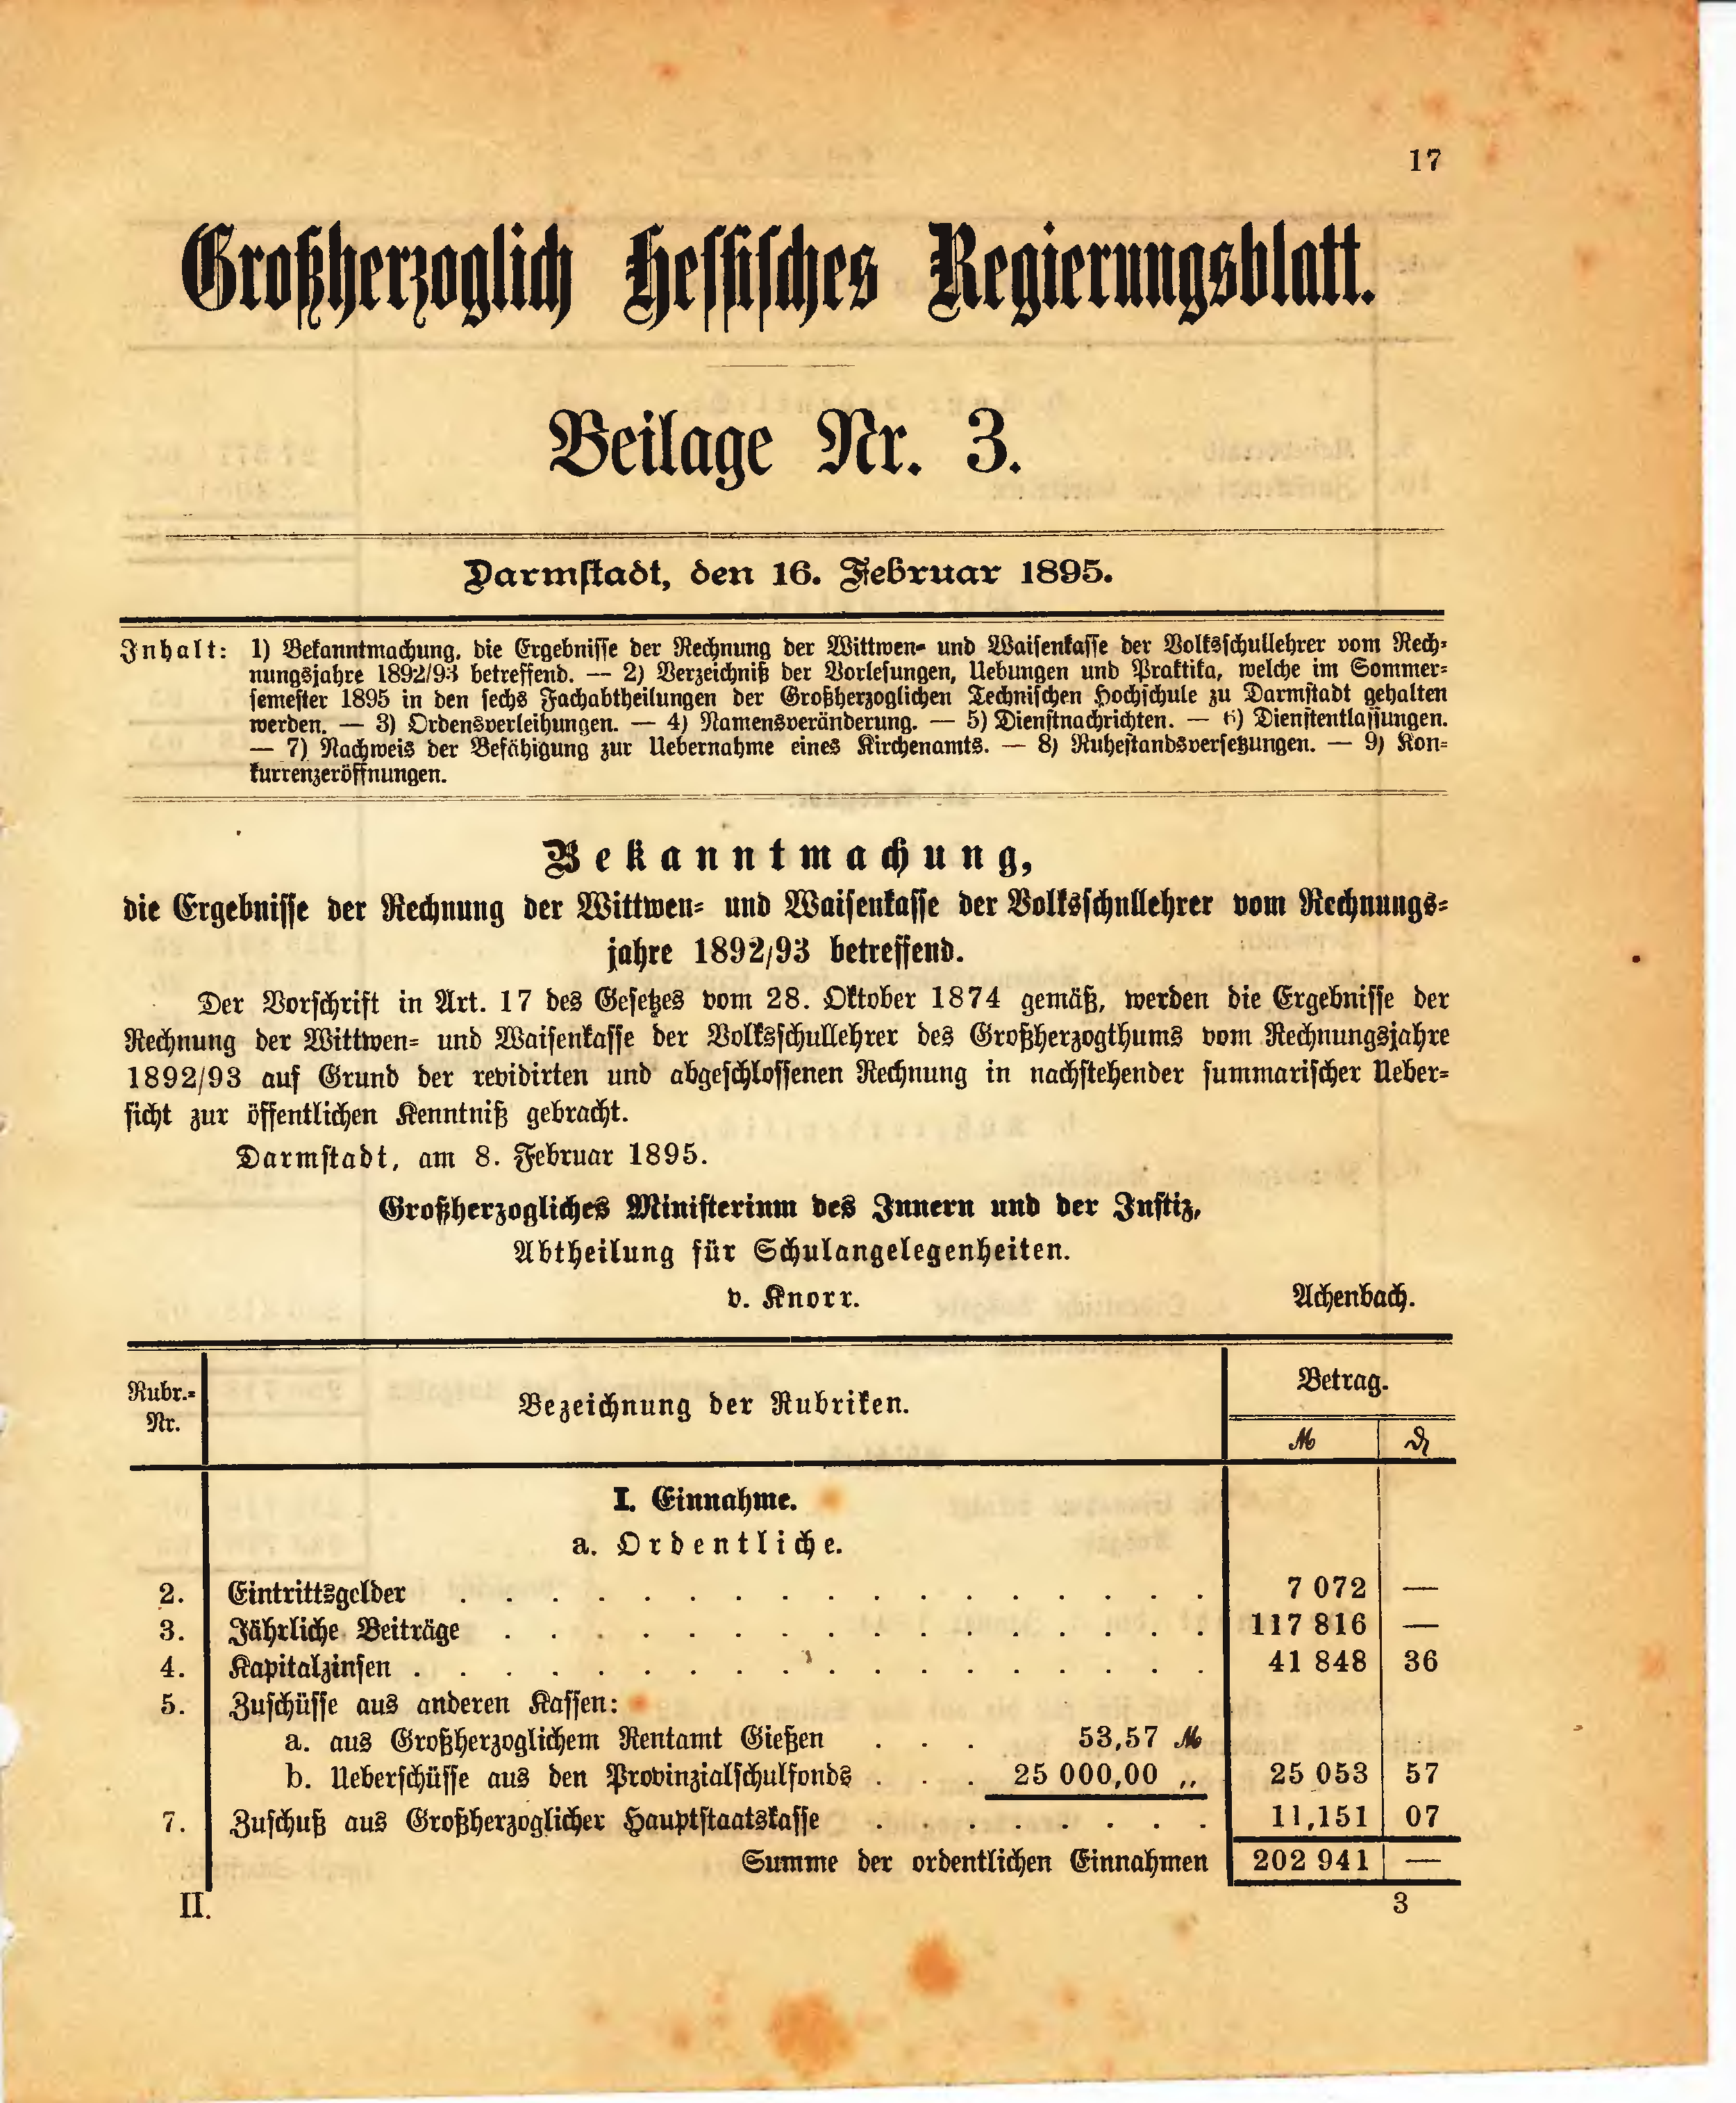 17
Großherzoglich Hessisches Regierungsblatt.
Beilage Nr. 3.
Darmstadt, den 16. Februar 1895.
Inhalt: 1) Bekanntmachung, die Ergebnisse der Rechnung der Wittwen- und Waisenkasse der Volksschullehrer vom Rech-
nungsjahre 1892/93 betreffend. — 2) Verzeichniß der Vorlesungen, Uebungen und Praktika, welche im Sommer-
semester 1895 in den sechs Fachabtheilungen der Großherzoglichen Technischen Hochschule zu Darmstadt gehalten
werden. — 3) Ordensverleihungen. — 4) Namensveränderung. — 5) Dienstnachrichten. — 6) Dienstentlassungen.
— 7) Nachweis der Befähigung zur Uebernahme eines Kirchenamts. — 8) Ruhestandsversetzungen. — 9) Kon-
kurrenzeröffnungen.
Bekanntmachung,
die Ergebnisse der Rechnung der Wittwen- und Waisenkasse der Volksschullehrer vom Rechnungs-
jahre 1892/93 betreffend.
Der Vorschrift in Art. 17 des Gesetzes vom 28. Oktober 1874 gemäß, werden die Ergebnisse der
Rechnung der Wittwen- und Waisenkasse der Volksschullehrer des Großherzogthums vom Rechnungsjahre
1892/93 auf Grund der revidirten und abgeschlossenen Rechnung in nachstehender summarischer Ueber-
sicht zur öffentlichen Kenntniß gebracht.
Darmstadt, am 8. Februar 1895.
Großherzogliches Ministerium des Innern und der Justiz,
Abtheilung für Schulangelegenheiten.
v. Knorr. Achenbach.
Rubr.-
Nr.
Bezeichnung der Rubriken.
Betrag.
ℳ ₰
I. Einnahme.
a. Ordentliche.
2. Eintrittsgelder . . . . . . . . . . . . . . . . . 7 072 —
3. Jährliche Beiträge . . . . . . . . . . . . . . . . 117 816 —
4. Kapitalzinsen . . . . . . . . . . . . . . . . . . 41 848 36
5. Zuschüsse aus anderen Kassen:
a. aus Großherzoglichem Rentamt Gießen . . . 53,57 ℳ
b. Ueberschüsse aus den Provinzialschulfonds . . . 25 000,00 „ 25 053 57
7. Zuschuß aus Großherzoglicher Hauptstaatskasse . . . . . . . . 11,151 07
Summe der ordentlichen Einnahmen 202 941 —
II. 3